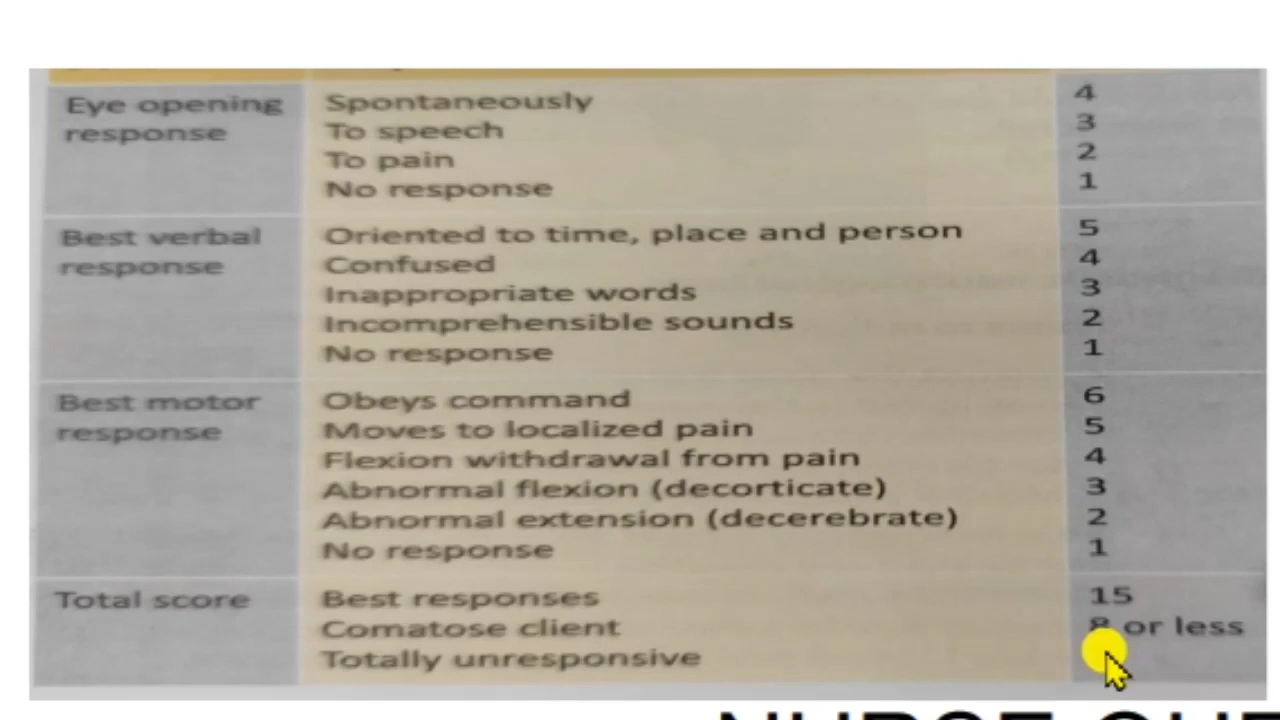 Eye opening response
Spontaneously 4
To speech 3
To pain 2
No response 1
Best verbal response
Oriented to time, place and person 5
Confused 4
Inappropriate words 3
Incomprehensible sounds 2
No response 1
Best motor response
Obeys command 6
Moves to localized pain 5
Flexion withdrawal from pain 4
Abnormal flexion (decorticate) 3
Abnormal extension (decerebrate) 2
No response 1
Total score
Best responses 15
Comatose client 8 or less
Totally unresponsive